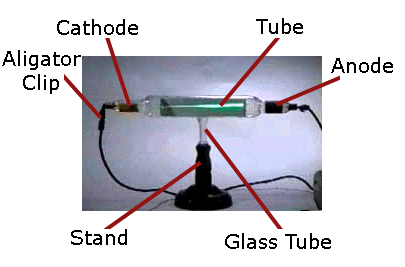 Cathode
Tube
Aligator
Clip
Anode
Stand
Glass Tube